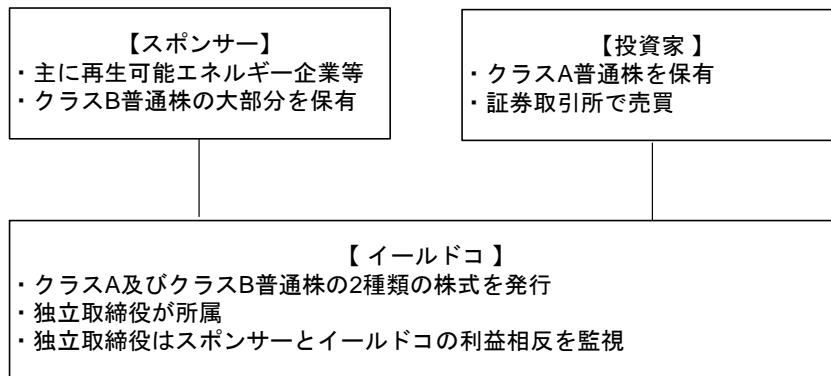 【スポンサー】
・主に再生可能エネルギー企業等
・クラスB普通株の大部分を保有
【投資家 】
・クラスA普通株を保有
・証券取引所で売買
【 イールドコ 】
・クラスA及びクラスB普通株の2種類の株式を発行
・独立取締役が所属
・独立取締役はスポンサーとイールドコの利益相反を監視